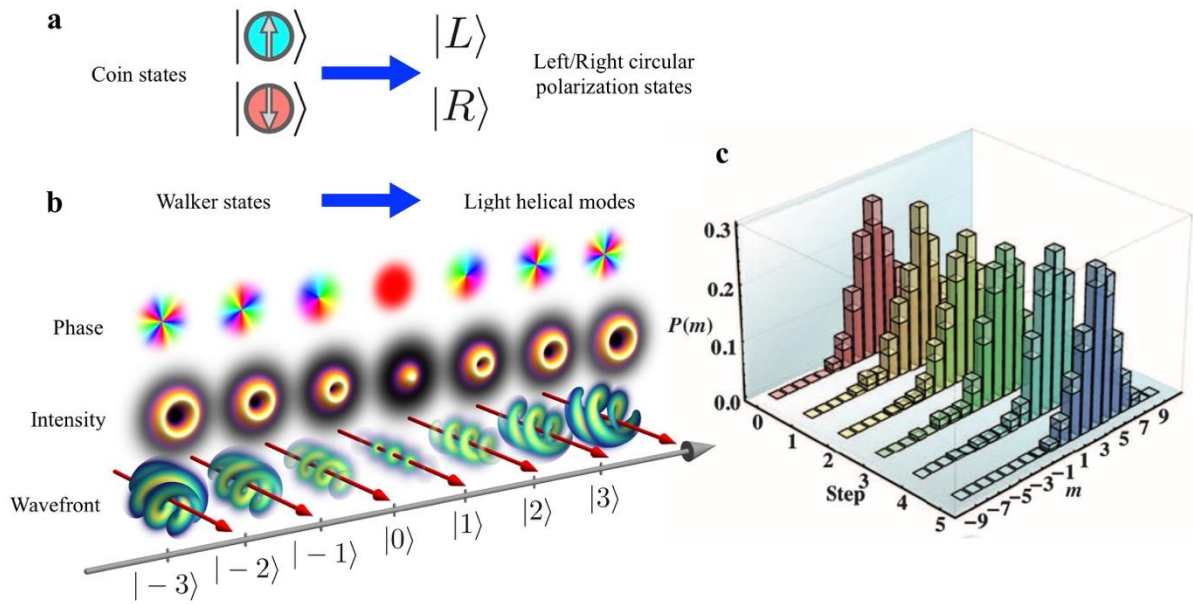 a
Coin states
|L⟩
|R⟩
Left/Right circular
polarization states
b
Walker states
Light helical modes
Phase
Intensity
Wavefront
|−3⟩
|−2⟩
|−1⟩
|0⟩
|1⟩
|2⟩
|3⟩
c
0.3
0.2
0.1
0.0
P(m)
0
1
2
3
4
5
Step
−9
−7
−5
−3
−1
1
3
5
7
9
m